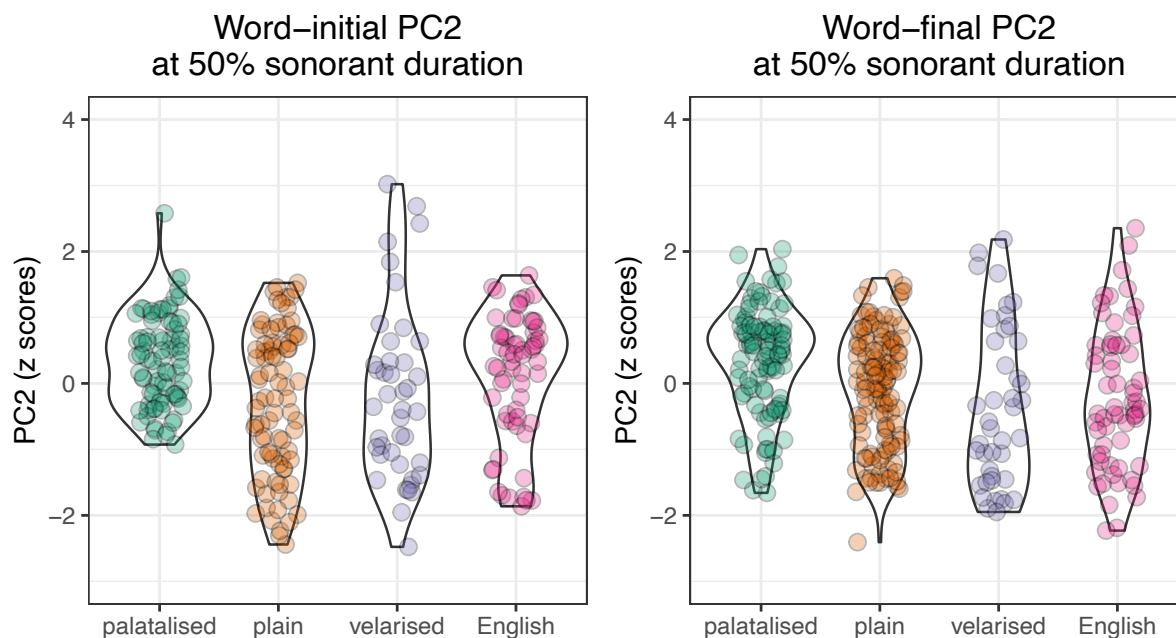 Word−initial PC2
at 50% sonorant duration
PC2 (z scores)
4
2
0
−2
palatalised plain velarised English
Word−final PC2
at 50% sonorant duration
PC2 (z scores)
4
2
0
−2
palatalised plain velarised English